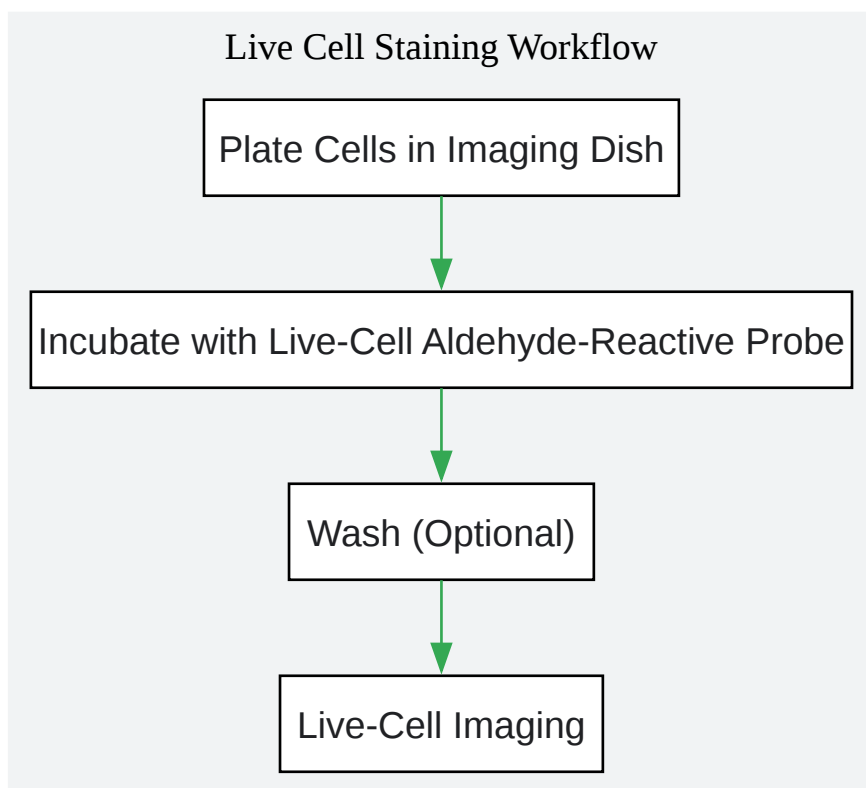 Live Cell Staining Workflow
Plate Cells in Imaging Dish
Incubate with Live-Cell Aldehyde-Reactive Probe
Wash (Optional)
Live-Cell Imaging